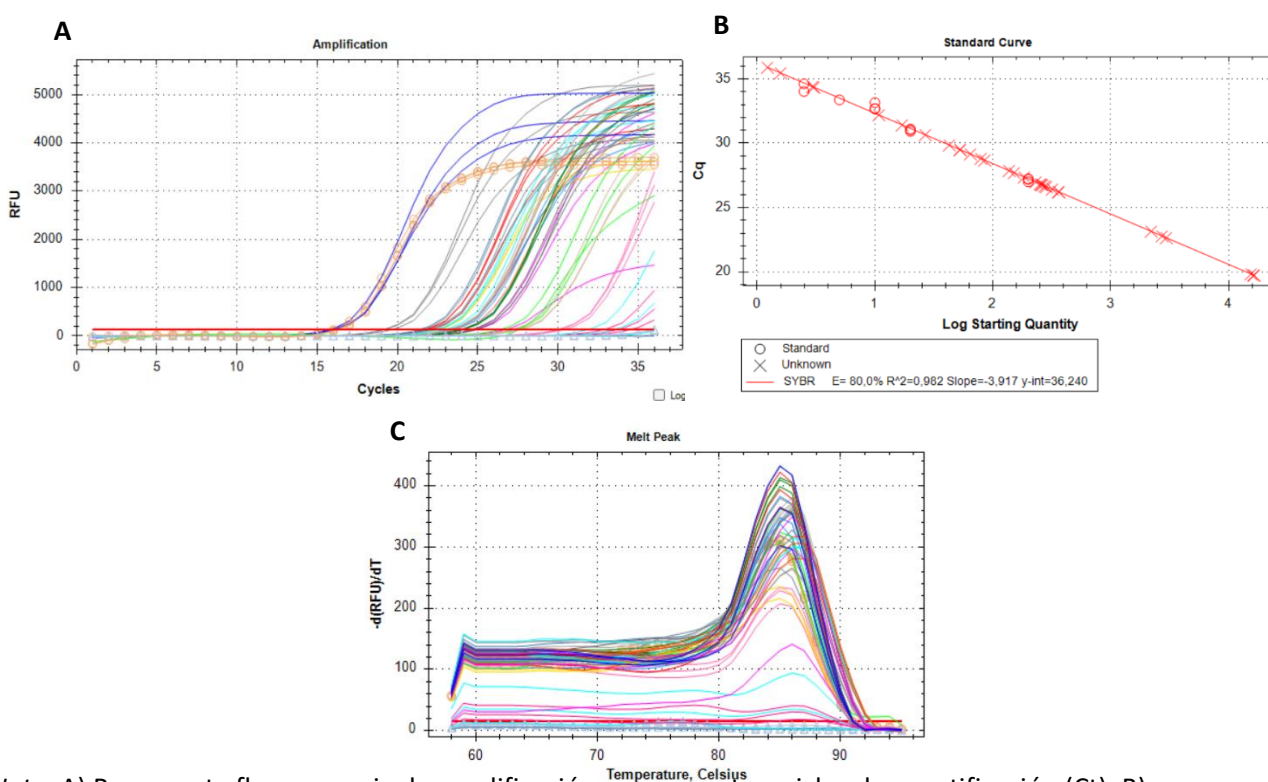 A
Amplification
5000
4000
3000
2000
1000
0
RFU
0 5 10 15 20 25 30 35
Cycles
Log
B
Standard Curve
35
30
25
20
Cq
0 1 2 3 4
Log Starting Quantity
Standard
Unknown
SYBR E= 80,0% R^2=0,982 Slope=-3,917 y-int=36,240
C
Melt Peak
400
300
200
100
0
-d(RFU)/dT
60 70 80 90
Temperature, Celsius